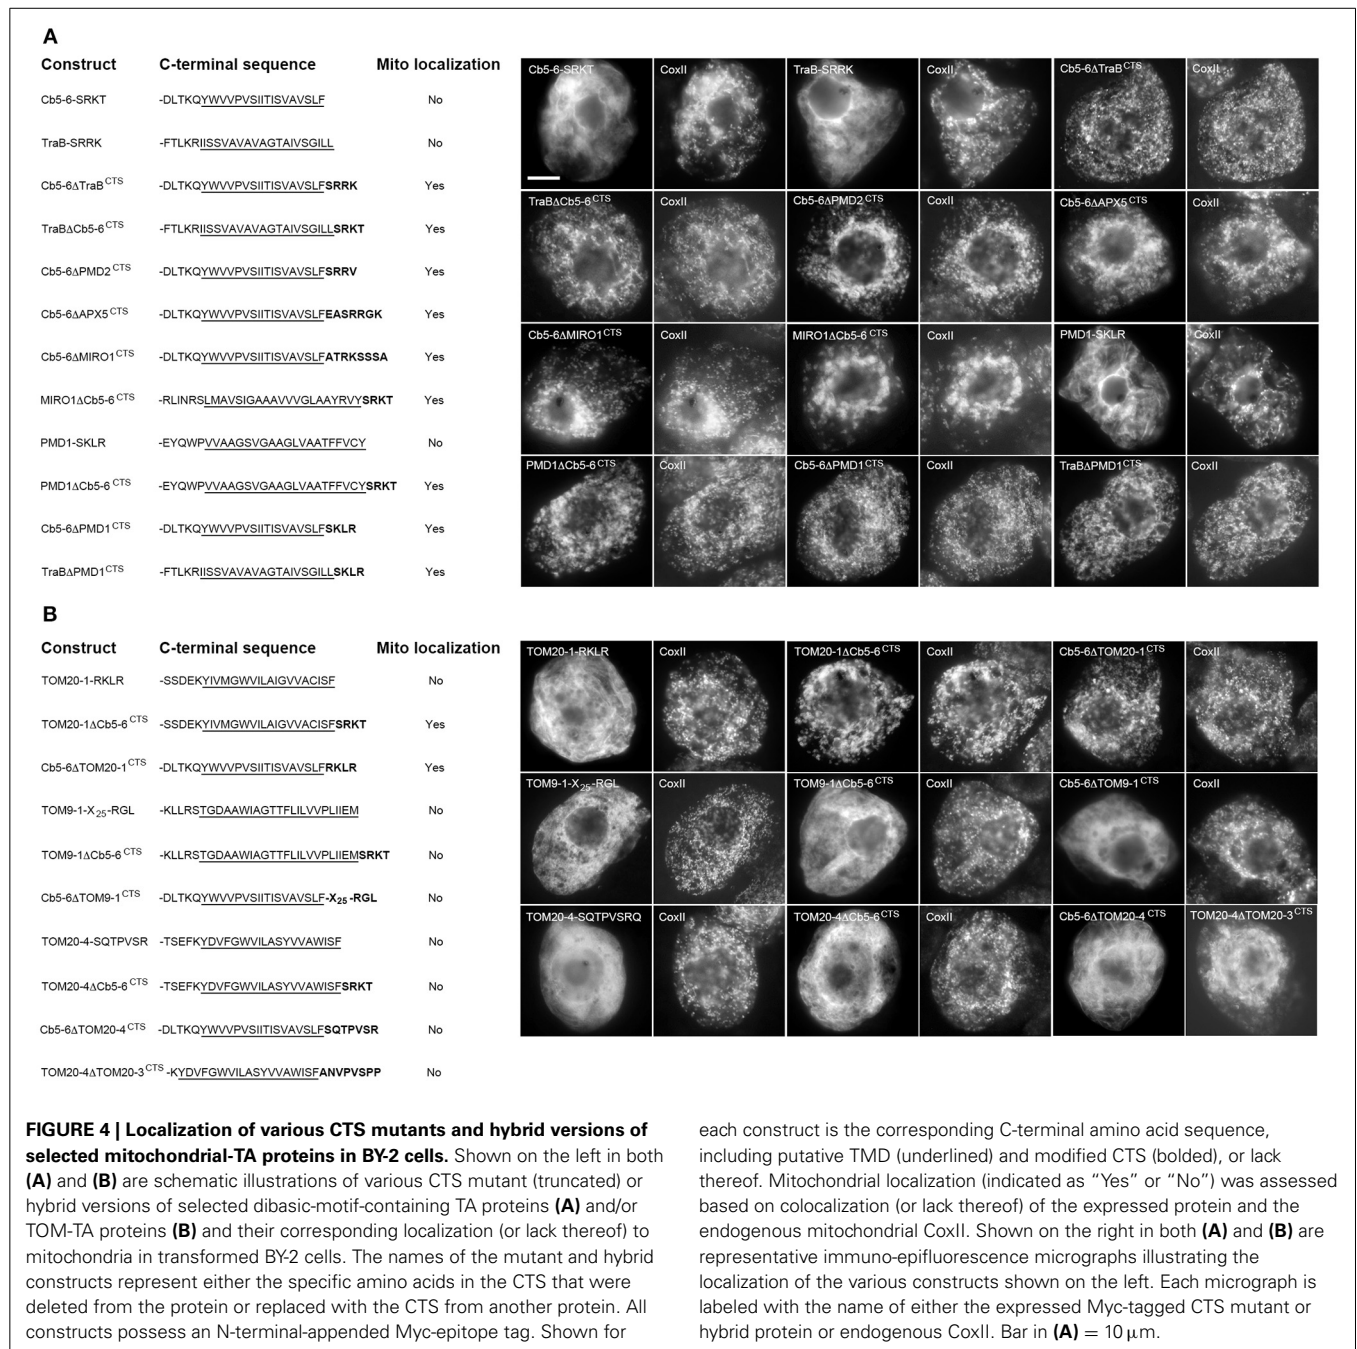 A
Construct C-terminal sequence Mito localization
Cb5-6-SRKT -DLTKQYWVVPVSIITISVAVSLF No
TraB-SRRK -FTLKRIISSVAVAVAGTAIVSGILL No
Cb5-6ΔTraB^CTS -DLTKQYWVVPVSIITISVAVSLFSRRK Yes
TraBΔCb5-6^CTS -FTLKRIISSVAVAVAGTAIVSGILLSRKT Yes
Cb5-6ΔPMD2^CTS -DLTKQYWVVPVSIITISVAVSLFSRRV Yes
Cb5-6ΔAPX5^CTS -DLTKQYWVVPVSIITISVAVSLFEASRRGK Yes
Cb5-6ΔMIRO1^CTS -DLTKQYWVVPVSIITISVAVSLFATRKSSSA Yes
MIRO1ΔCb5-6^CTS -RLINRSLMAVSIGAAAVVVGLAAYRVYSRKT Yes
PMD1-SKLR -EYQWPVVAAGSVGAAGLVAATFFVCY No
PMD1ΔCb5-6^CTS -EYQWPVVAAGSVGAAGLVAATFFVCYSRKT Yes
Cb5-6ΔPMD1^CTS -DLTKQYWVVPVSIITISVAVSLFSKLR Yes
TraBΔPMD1^CTS -FTLKRIISSVAVAVAGTAIVSGILLSKLR Yes
Cb5-6-SRKT CoxII TraB-SRRK CoxII Cb5-6ΔTraB^CTS CoxII
TraBΔCb5-6^CTS CoxII Cb5-6ΔPMD2^CTS CoxII Cb5-6ΔAPX5^CTS CoxII
Cb5-6ΔMIRO1^CTS CoxII MIRO1ΔCb5-6^CTS CoxII PMD1-SKLR CoxII
PMD1ΔCb5-6^CTS CoxII Cb5-6ΔPMD1^CTS CoxII TraBΔPMD1^CTS CoxII
B
Construct C-terminal sequence Mito localization
TOM20-1-RKLR -SSDEKYIVMGWVILAIGVVACISF No
TOM20-1ΔCb5-6^CTS -SSDEKYIVMGWVILAIGVVACISFSRKT Yes
Cb5-6ΔTOM20-1^CTS -DLTKQYWVVPVSIITISVAVSLFRKLR Yes
TOM9-1-X25-RGL -KLLRSTGDAAWIAGTTFLILVVPLIIEM No
TOM9-1ΔCb5-6^CTS -KLLRSTGDAAWIAGTTFLILVVPLIIEMSRKT No
Cb5-6ΔTOM9-1^CTS -DLTKQYWVVPVSIITISVAVSLF-X25-RGL No
TOM20-4-SQTPVSR -TSEFKYDVFGWVILASYVVAWISF No
TOM20-4ΔCb5-6^CTS -TSEFKYDVFGWVILASYVVAWISFSRKT No
Cb5-6ΔTOM20-4^CTS -DLTKQYWVVPVSIITISVAVSLFSQTPVSR No
TOM20-4ΔTOM20-3^CTS -KYDVFGWVILASYVVAWISFANVPVSPP No
TOM20-1-RKLR CoxII TOM20-1ΔCb5-6^CTS CoxII Cb5-6ΔTOM20-1^CTS CoxII
TOM9-1-X25-RGL CoxII TOM9-1ΔCb5-6^CTS CoxII Cb5-6ΔTOM9-1^CTS CoxII
TOM20-4-SQTPVSRQ CoxII TOM20-4ΔCb5-6^CTS CoxII Cb5-6ΔTOM20-4^CTS TOM20-4ΔTOM20-3^CTS
FIGURE 4 | Localization of various CTS mutants and hybrid versions of
selected mitochondrial-TA proteins in BY-2 cells. Shown on the left in both
(A) and (B) are schematic illustrations of various CTS mutant (truncated) or
hybrid versions of selected dibasic-motif-containing TA proteins (A) and/or
TOM-TA proteins (B) and their corresponding localization (or lack thereof) to
mitochondria in transformed BY-2 cells. The names of the mutant and hybrid
constructs represent either the specific amino acids in the CTS that were
deleted from the protein or replaced with the CTS from another protein. All
constructs possess an N-terminal-appended Myc-epitope tag. Shown for
each construct is the corresponding C-terminal amino acid sequence,
including putative TMD (underlined) and modified CTS (bolded), or lack
thereof. Mitochondrial localization (indicated as “Yes” or “No”) was assessed
based on colocalization (or lack thereof) of the expressed protein and the
endogenous mitochondrial CoxII. Shown on the right in both (A) and (B) are
representative immuno-epifluorescence micrographs illustrating the
localization of the various constructs shown on the left. Each micrograph is
labeled with the name of either the expressed Myc-tagged CTS mutant or
hybrid protein or endogenous CoxII. Bar in (A) = 10 μm.